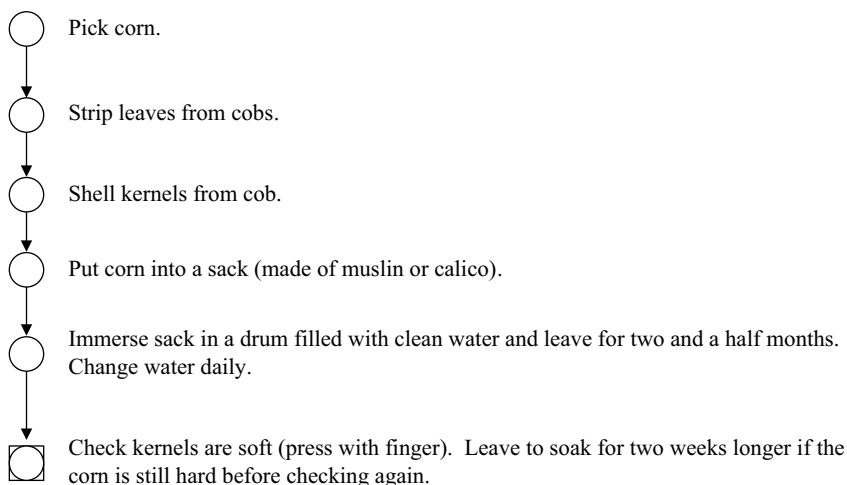 Pick corn.
Strip leaves from cobs.
Shell kernels from cob.
Put corn into a sack (made of muslin or calico).
Immerse sack in a drum filled with clean water and leave for two and a half months.
Change water daily.
Check kernels are soft (press with finger).  Leave to soak for two weeks longer if the
corn is still hard before checking again.